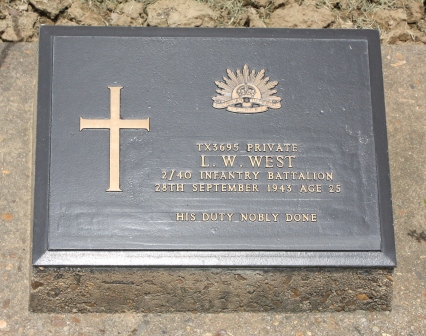 TX3695 PRIVATE
L. W. WEST
2/40 INFANTRY BATTALION
28TH SEPTEMBER 1943 AGE 25
HIS DUTY NOBLY DONE